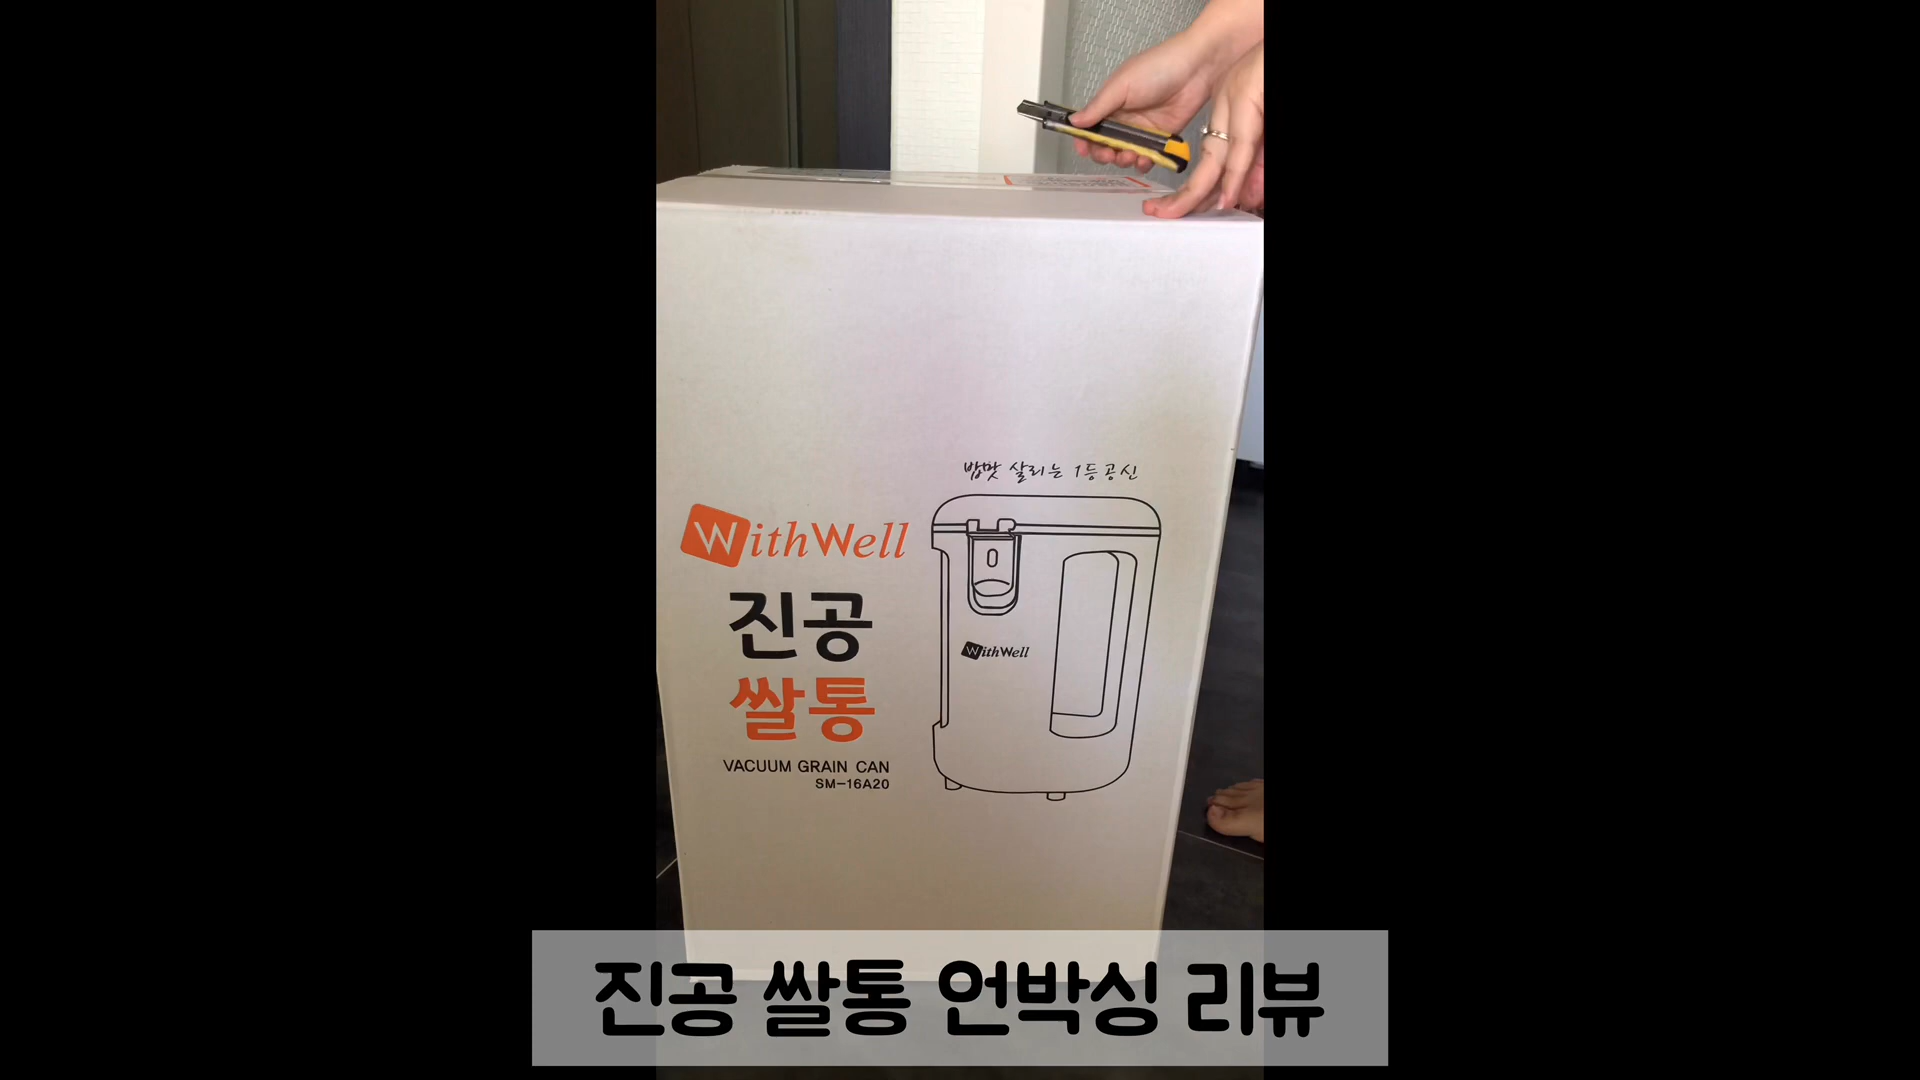 밥맛 살리는 1등공신
WithWell
진공
쌀통
VACUUM GRAIN CAN
SM-16A20
WithWell
진공 쌀통 언박싱 리뷰